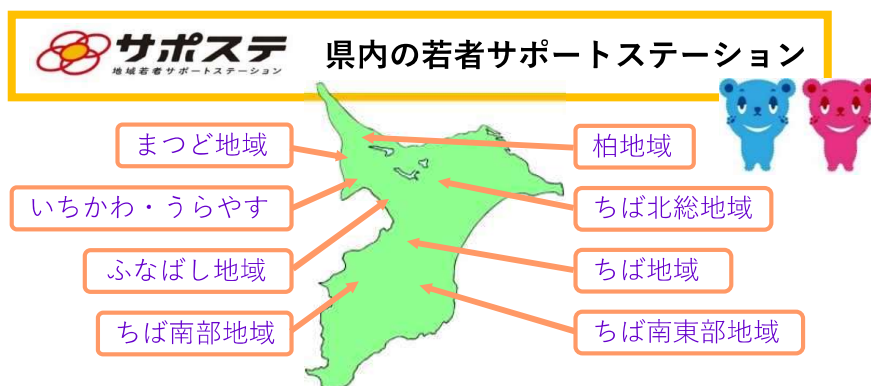 サポステ
地域若者サポートステーション
県内の若者サポートステーション
まつど地域
柏地域
いちかわ・うらやす
ちば北総地域
ふなばし地域
ちば地域
ちば南部地域
ちば南東部地域